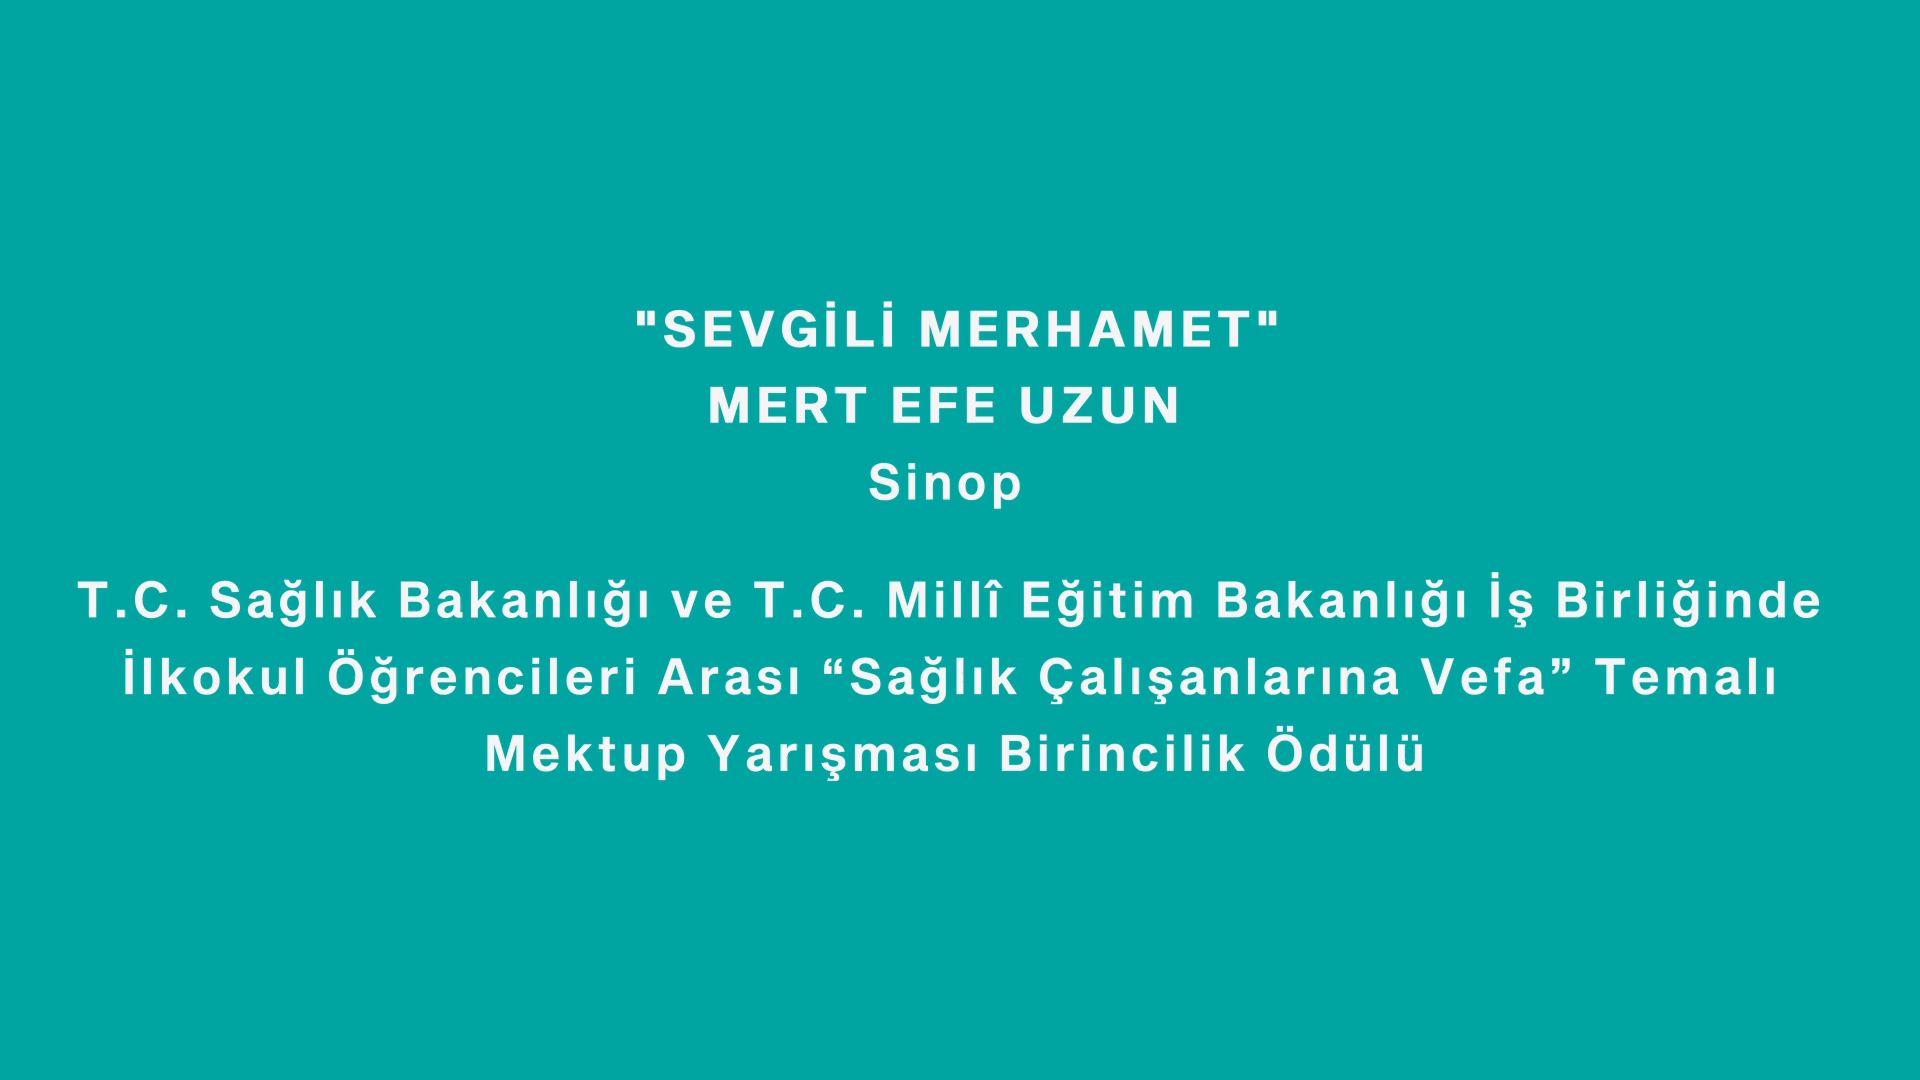 "SEVGİLİ MERHAMET"
MERT EFE UZUN
Sinop
T.C. Sağlık Bakanlığı ve T.C. Millî Eğitim Bakanlığı İş Birliğinde
İlkokul Öğrencileri Arası “Sağlık Çalışanlarına Vefa” Temalı
Mektup Yarışması Birincilik Ödülü